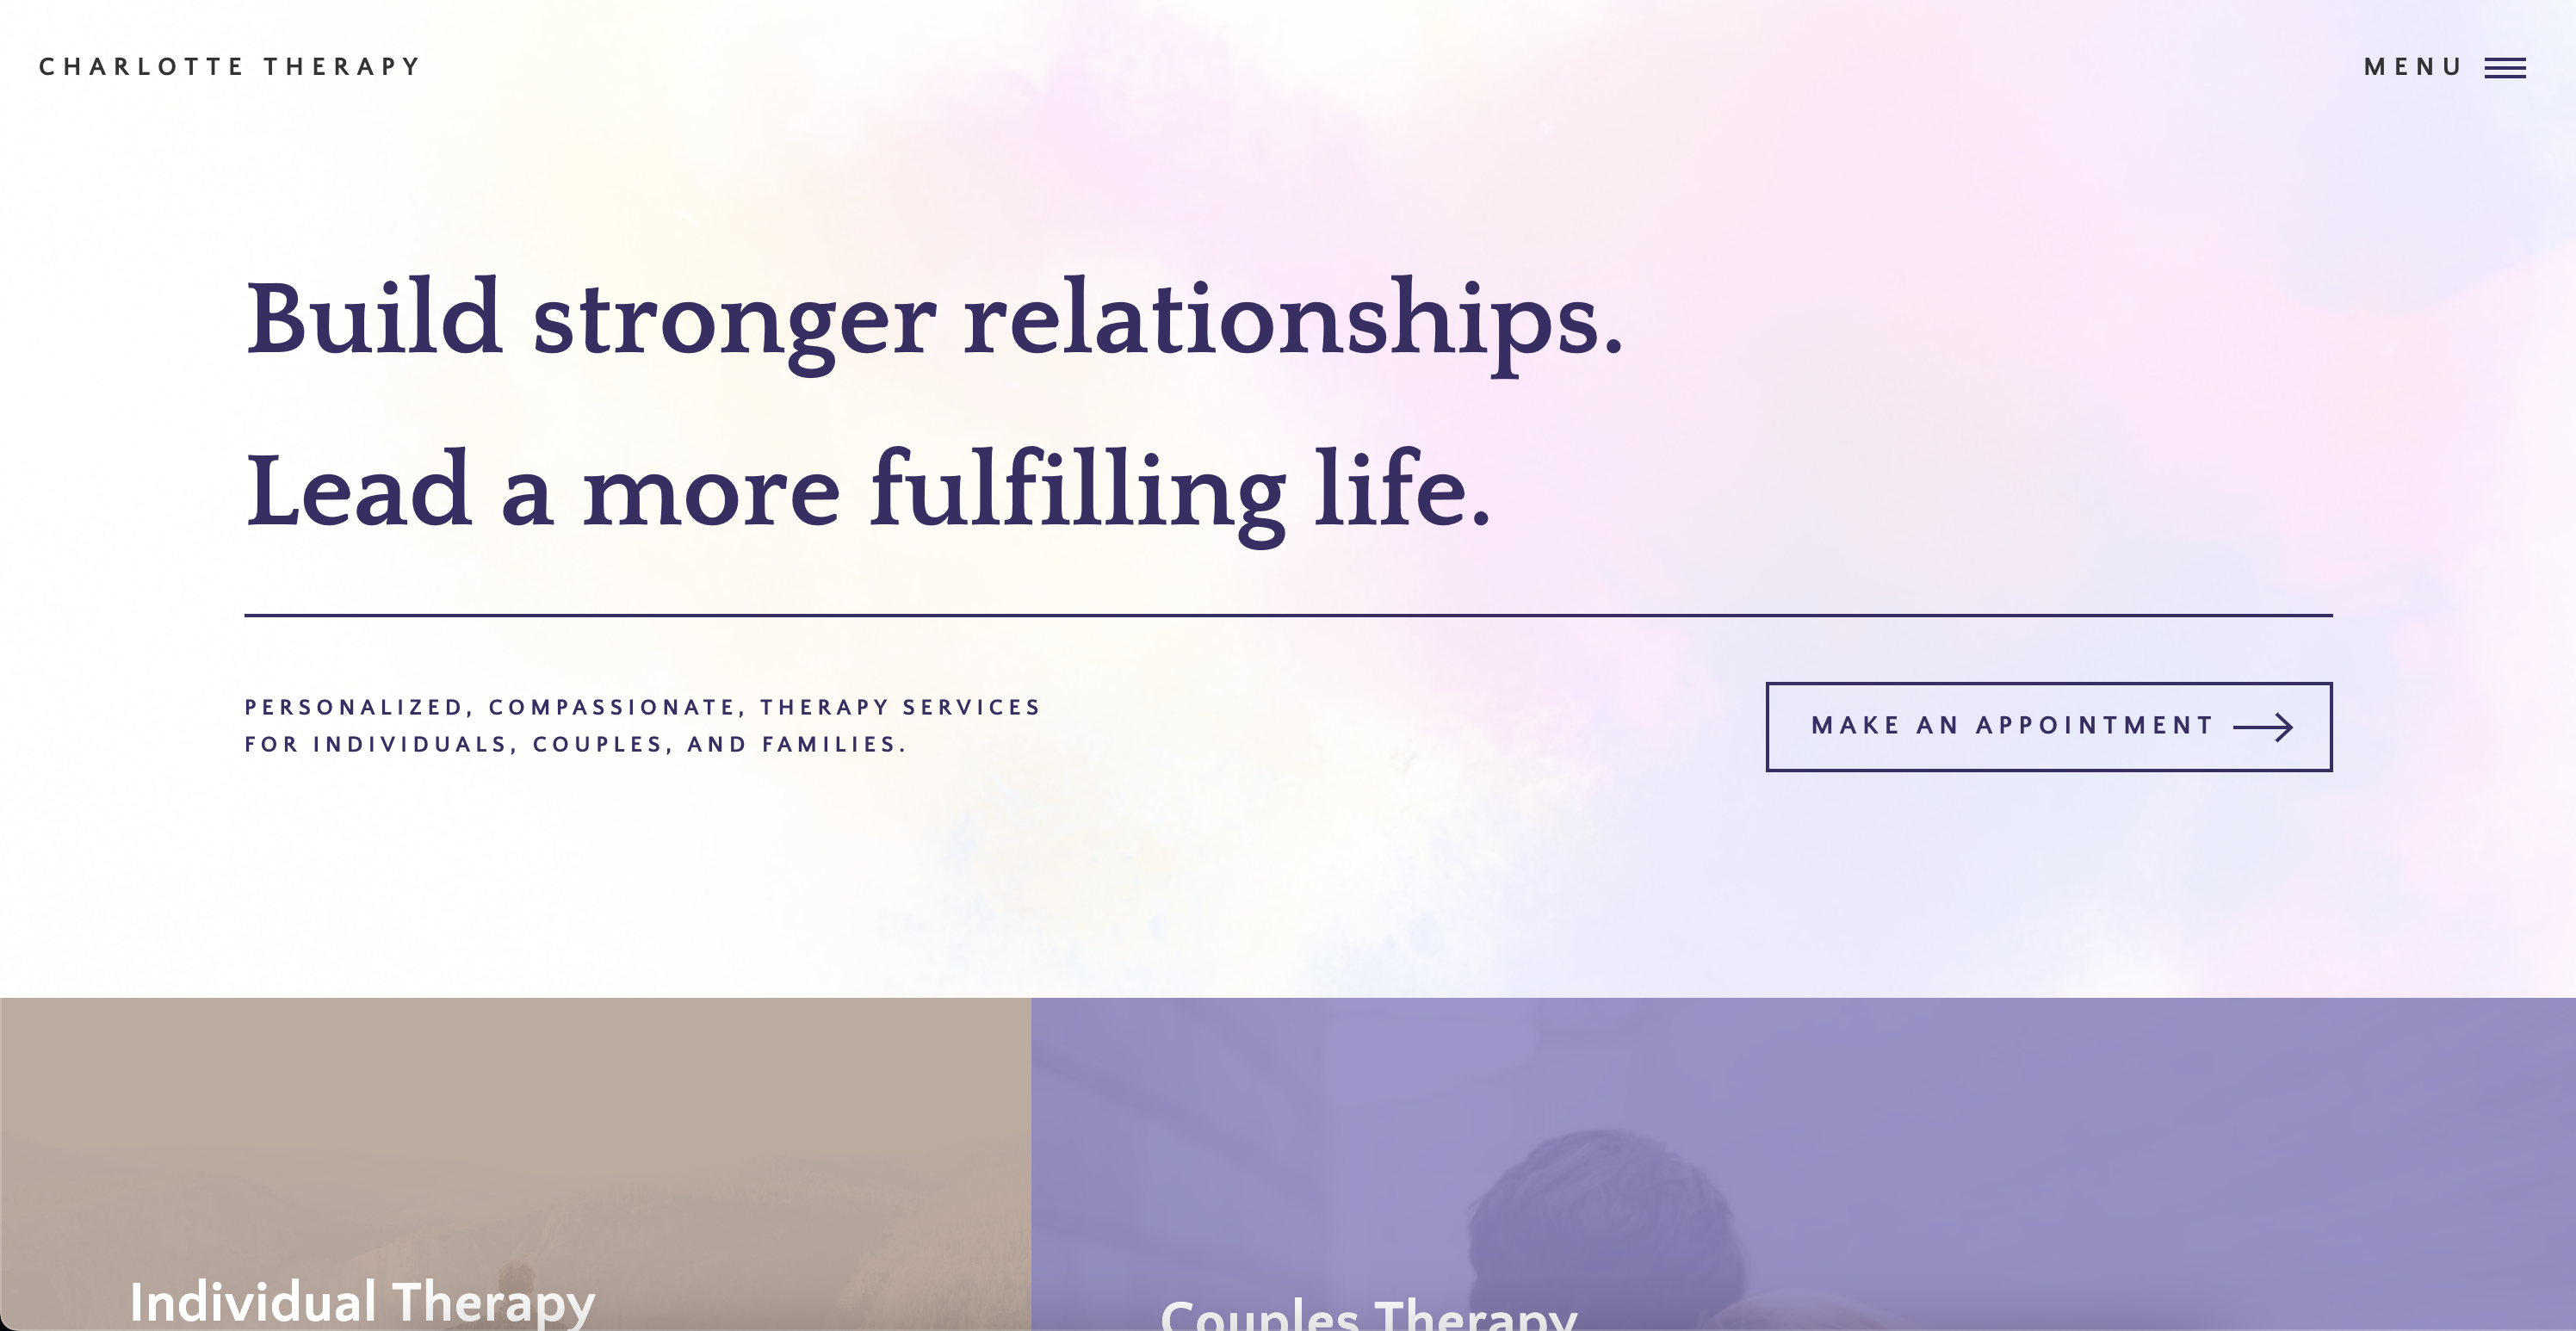 CHARLOTTE THERAPY
MENU
Build stronger relationships.
Lead a more fulfilling life.
PERSONALIZED, COMPASSIONATE, THERAPY SERVICES
FOR INDIVIDUALS, COUPLES, AND FAMILIES.
MAKE AN APPOINTMENT
Individual Therapy
Couples Therapy